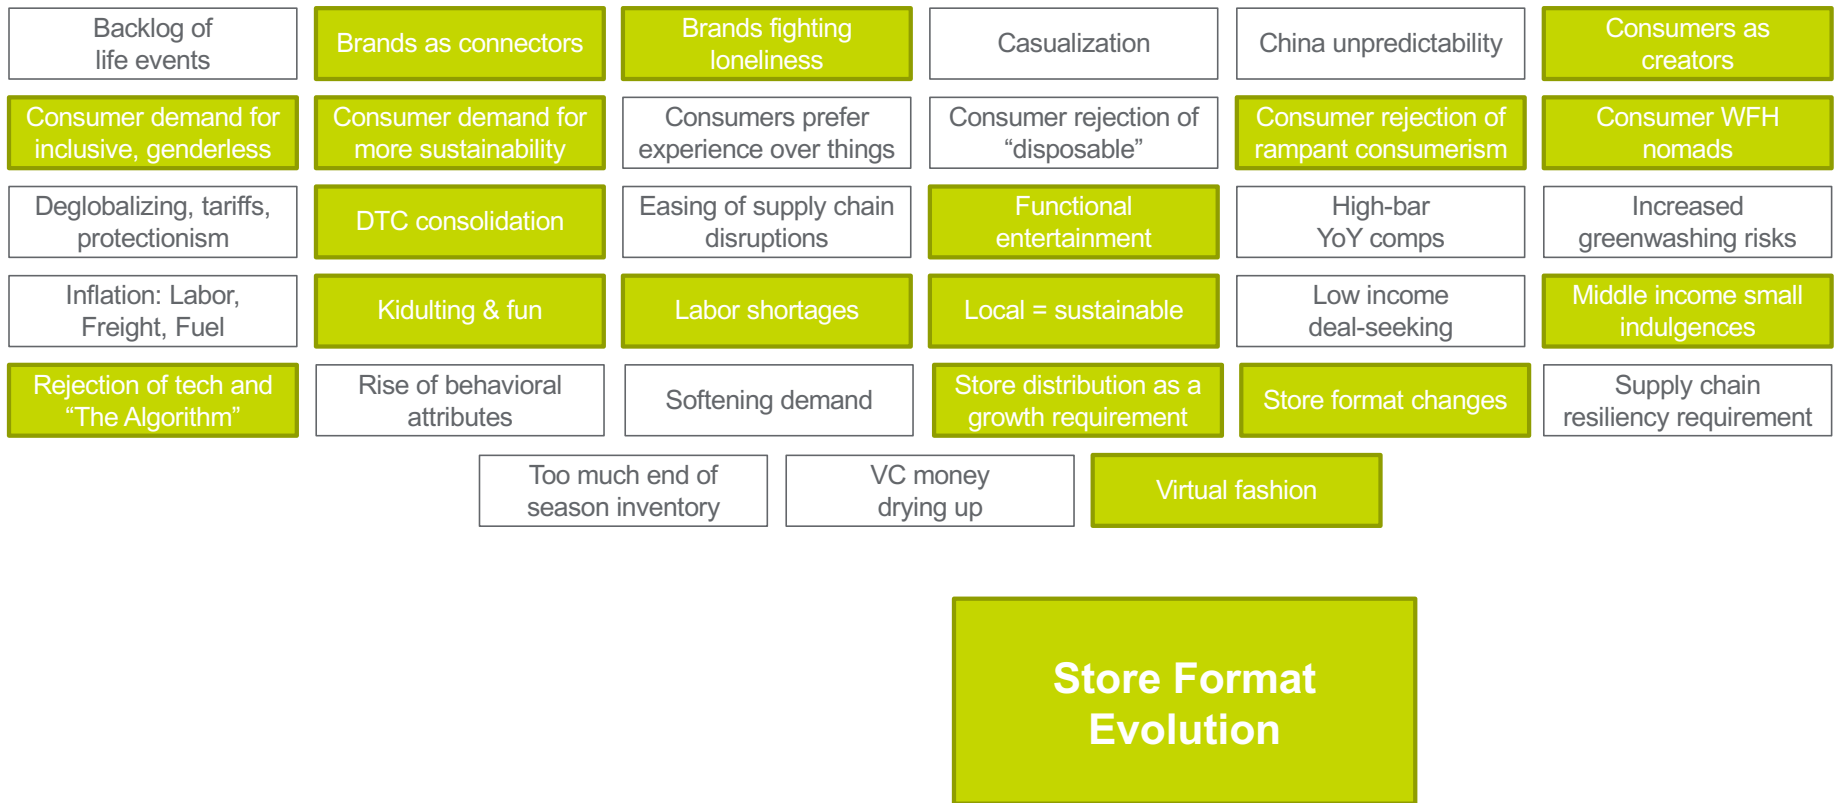 Backlog of
life events
Brands as connectors
Brands fighting
loneliness
Casualization
China unpredictability
Consumers as
creators
Consumer demand for
inclusive, genderless
Consumer demand for
more sustainability
Consumers prefer
experience over things
Consumer rejection of
“disposable”
Consumer rejection of
rampant consumerism
Consumer WFH
nomads
Deglobalizing, tariffs,
protectionism
DTC consolidation
Easing of supply chain
disruptions
Functional
entertainment
High-bar
YoY comps
Increased
greenwashing risks
Inflation: Labor,
Freight, Fuel
Kidulting & fun
Labor shortages
Local = sustainable
Low income
deal-seeking
Middle income small
indulgences
Rejection of tech and
“The Algorithm”
Rise of behavioral
attributes
Softening demand
Store distribution as a
growth requirement
Store format changes
Supply chain
resiliency requirement
Too much end of
season inventory
VC money
drying up
Virtual fashion
Store Format
Evolution